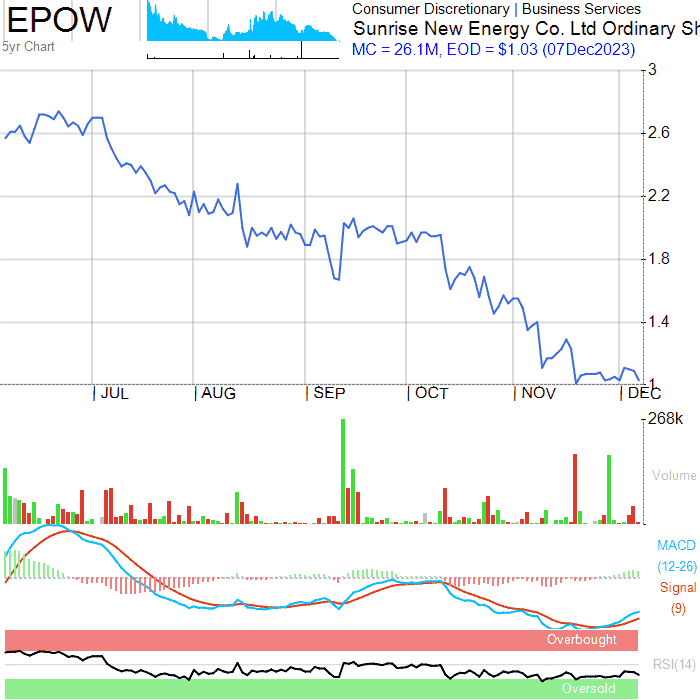 EPOW
5yr Chart
Consumer Discretionary | Business Services
Sunrise New Energy Co. Ltd Ordinary Sh
MC = 26.1M, EOD = $1.03 (07Dec2023)
3
2.6
2.2
1.8
1.4
1
JUL AUG SEP OCT NOV DEC
268k
Volume
MACD
(12-26)
Signal
(9)
Overbought
RSI(14)
Oversold